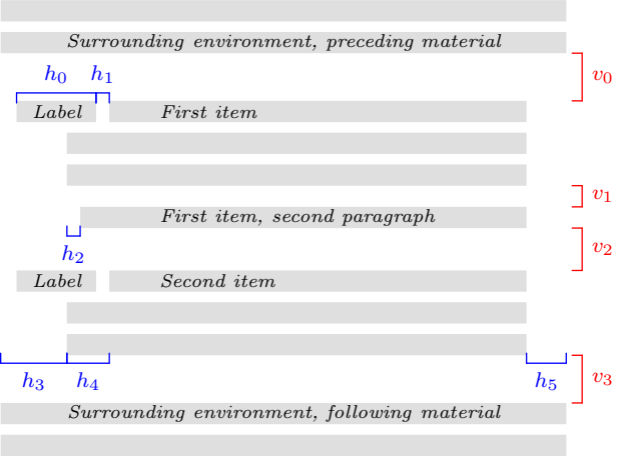 Surrounding environment, preceding material
h₀ h₁ v₀
Label First item
v₁
First item, second paragraph
h₂ v₂
Label Second item
h₃ h₄ h₅ v₃
Surrounding environment, following material